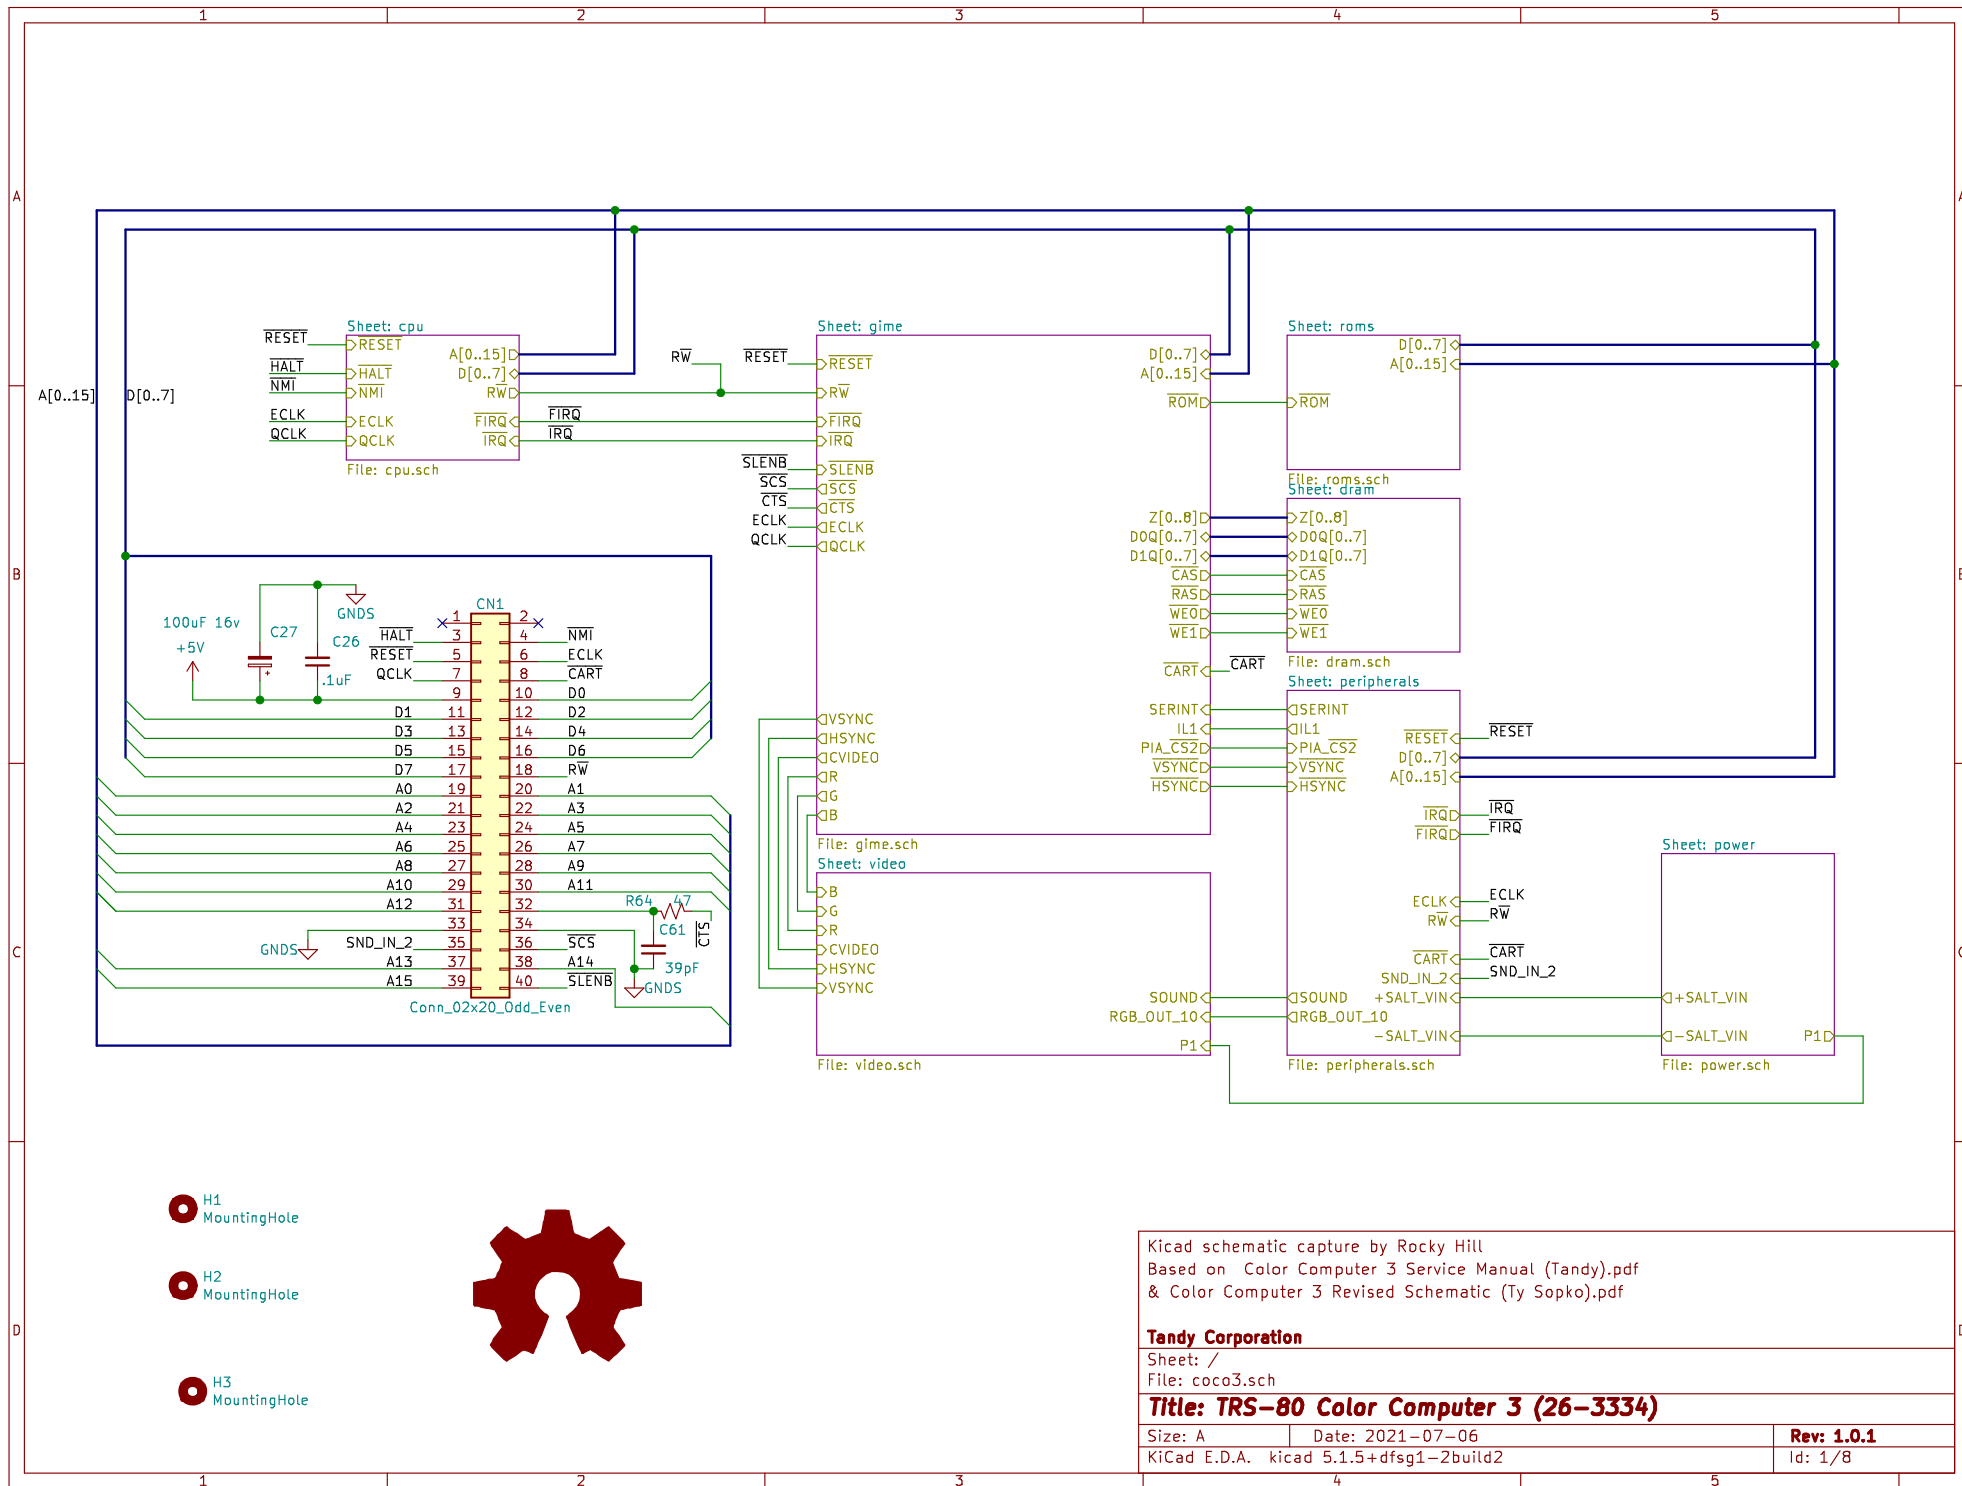 1 2 3 4 5
A
A
Sheet: cpu
RESET
RESET
HALT
HALT
NMI
NMI
ECLK
ECLK
QCLK
QCLK
A[0..15]
D[0..7]
RW
FIRQ
IRQ
File: cpu.sch
FIRQ
IRQ
RW
A[0..15]
D[0..7]
Sheet: gime
RESET
RESET
RW
FIRQ
IRQ
SLENB
SLENB
SCS
SCS
CTS
CTS
ECLK
ECLK
QCLK
QCLK
VSYNC
HSYNC
CVIDEO
R
G
B
D[0..7]
A[0..15]
ROM
Z[0..8]
D0Q[0..7]
D1Q[0..7]
CAS
RAS
WE0
WE1
CART
CART
SERINT
IL1
PIA_CS2
VSYNC
HSYNC
File: gime.sch
Sheet: roms
D[0..7]
A[0..15]
ROM
File: roms.sch
Sheet: dram
Z[0..8]
D0Q[0..7]
D1Q[0..7]
CAS
RAS
WE0
WE1
File: dram.sch
Sheet: peripherals
SERINT
IL1
PIA_CS2
VSYNC
HSYNC
RESET
RESET
D[0..7]
A[0..15]
IRQ
IRQ
FIRQ
FIRQ
ECLK
ECLK
RW
RW
CART
CART
SND_IN_2
SND_IN_2
SOUND
+SALT_VIN
RGB_OUT_10
-SALT_VIN
File: peripherals.sch
Sheet: video
B
G
R
CVIDEO
HSYNC
VSYNC
SOUND
RGB_OUT_10
P1
File: video.sch
Sheet: power
+SALT_VIN
-SALT_VIN
P1
File: power.sch
B
GNDS
100uF 16v
C27
+5V
+
C26
.1uF
CN1
1 2
HALT 3 4 NMI
RESET 5 6 ECLK
QCLK 7 8 CART
9 10 D0
D1 11 12 D2
D3 13 14 D4
D5 15 16 D6
D7 17 18 RW
A0 19 20 A1
A2 21 22 A3
A4 23 24 A5
A6 25 26 A7
A8 27 28 A9
A10 29 30 A11
A12 31 32
33 34
SND_IN_2 35 36 SCS
A13 37 38 A14
A15 39 40 SLENB
Conn_02x20_Odd_Even
GNDS
R64 47
C61
39pF
CTS
GNDS
C
D
H1
MountingHole
H2
MountingHole
H3
MountingHole
Kicad schematic capture by Rocky Hill
Based on Color Computer 3 Service Manual (Tandy).pdf
& Color Computer 3 Revised Schematic (Ty Sopko).pdf
Tandy Corporation
Sheet: /
File: coco3.sch
Title: TRS-80 Color Computer 3 (26-3334)
Size: A Date: 2021-07-06 Rev: 1.0.1
KiCad E.D.A. kicad 5.1.5+dfsg1-2build2 Id: 1/8
1 2 3 4 5